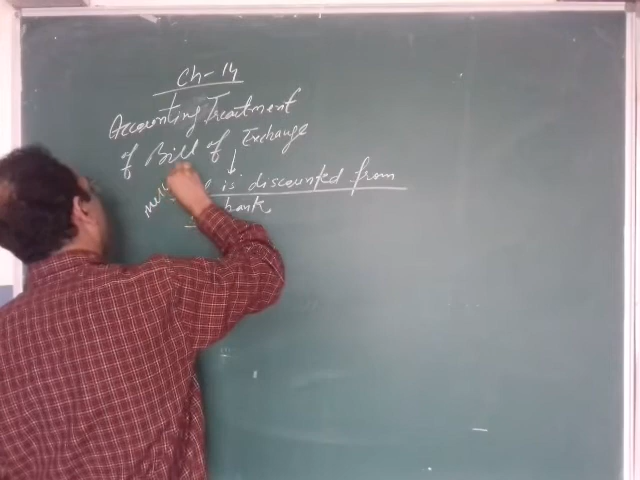 Ch-14
Accounting Treatment
of Bill of Exchange
is discounted from
bank